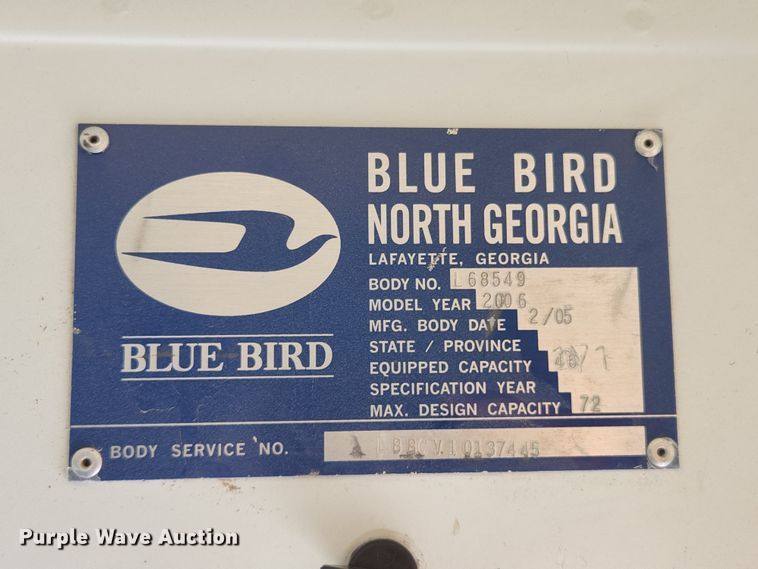 BLUE BIRD
NORTH GEORGIA
LAFAYETTE, GEORGIA
BODY NO. L68549
MODEL YEAR 2006
MFG. BODY DATE 2/05
STATE / PROVINCE
EQUIPPED CAPACITY
SPECIFICATION YEAR
MAX. DESIGN CAPACITY 72
BLUE BIRD
BODY SERVICE NO.
Purple Wave Auction